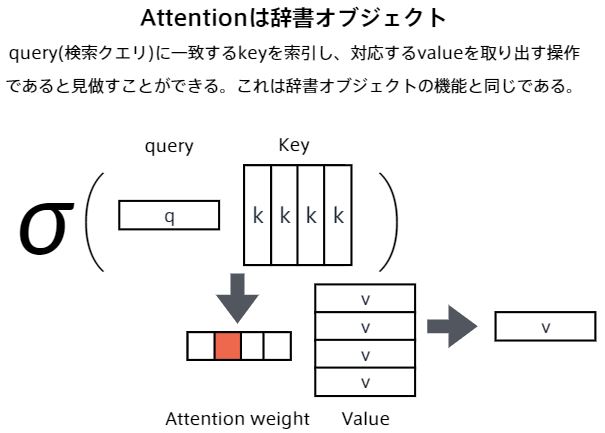 Attentionは辞書オブジェクト
query(検索クエリ)に一致するkeyを索引し、対応するvalueを取り出す操作
であると見做すことができる。これは辞書オブジェクトの機能と同じである。
query Key
σ ( q k k k k )
v
v
v
v
v
Attention weight Value